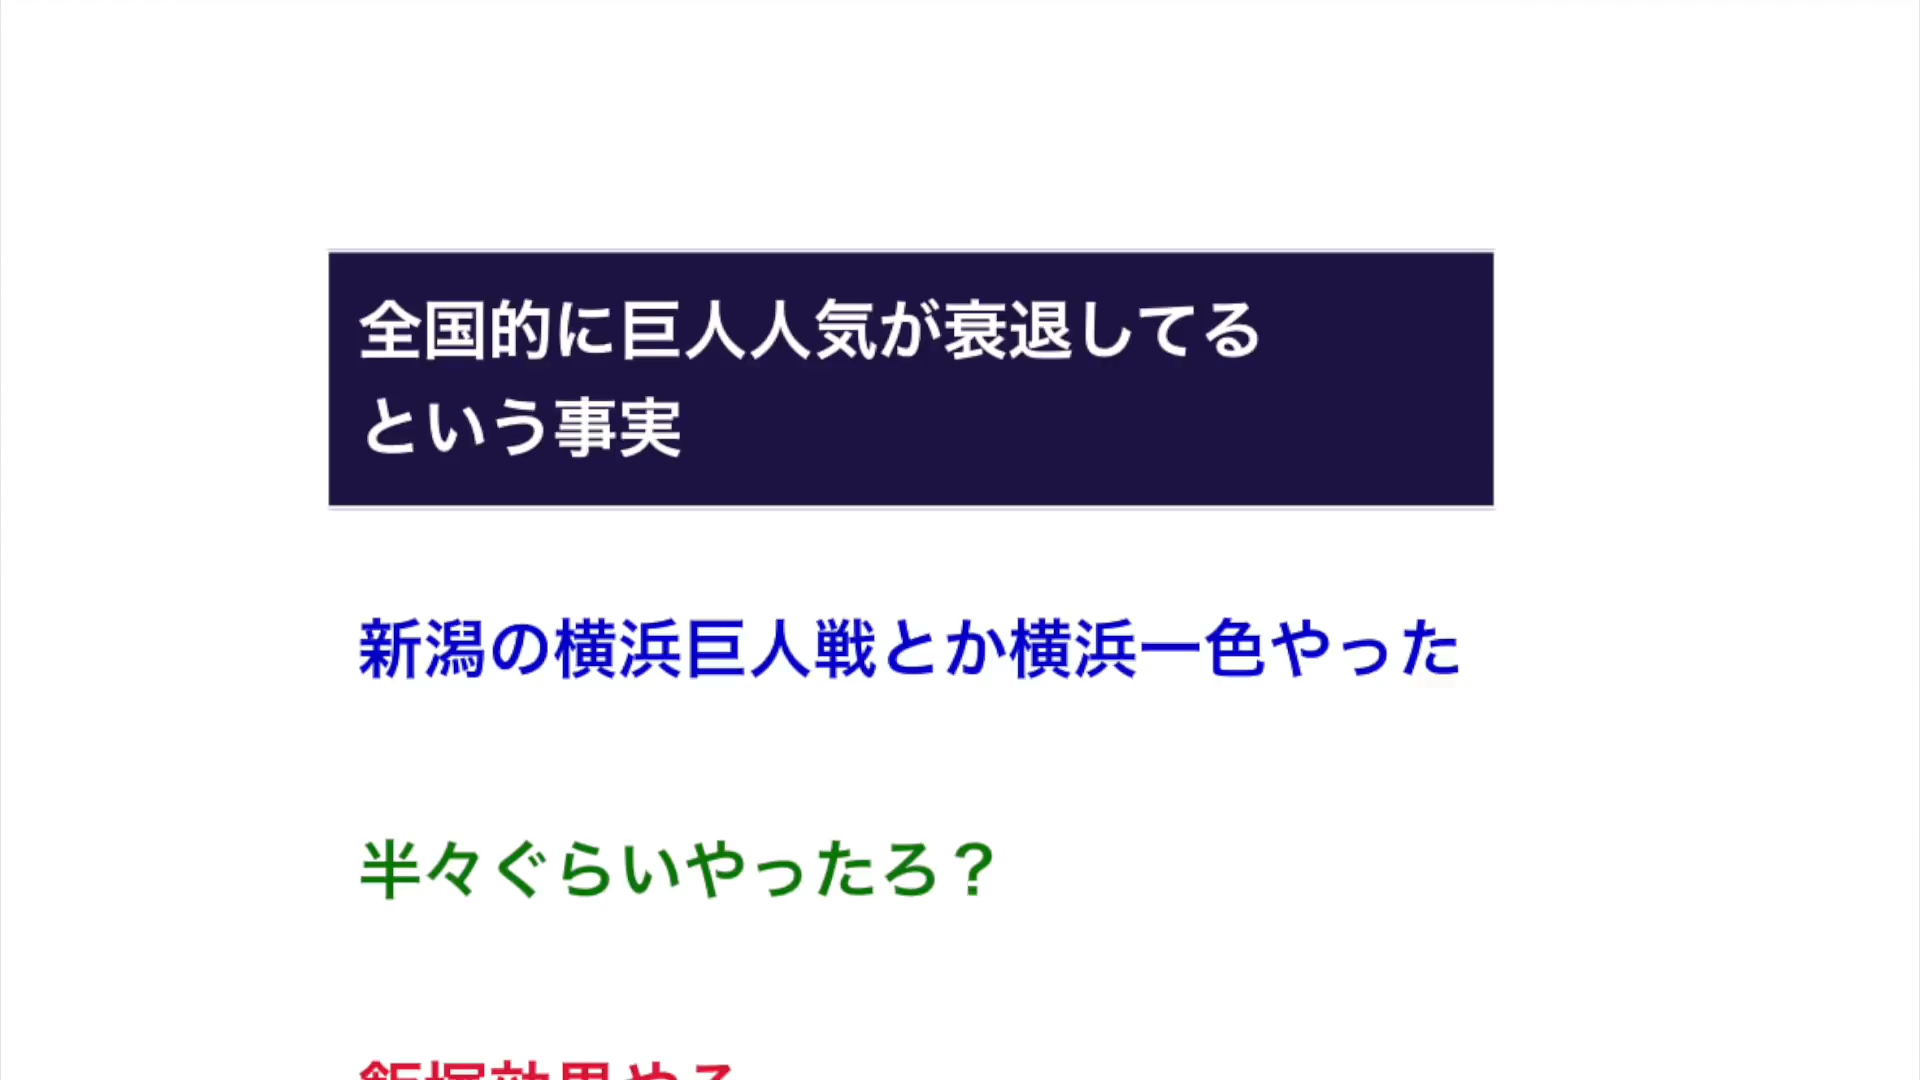 全国的に巨人人気が衰退してる
という事実
新潟の横浜巨人戦とか横浜一色やった
半々ぐらいやったろ？